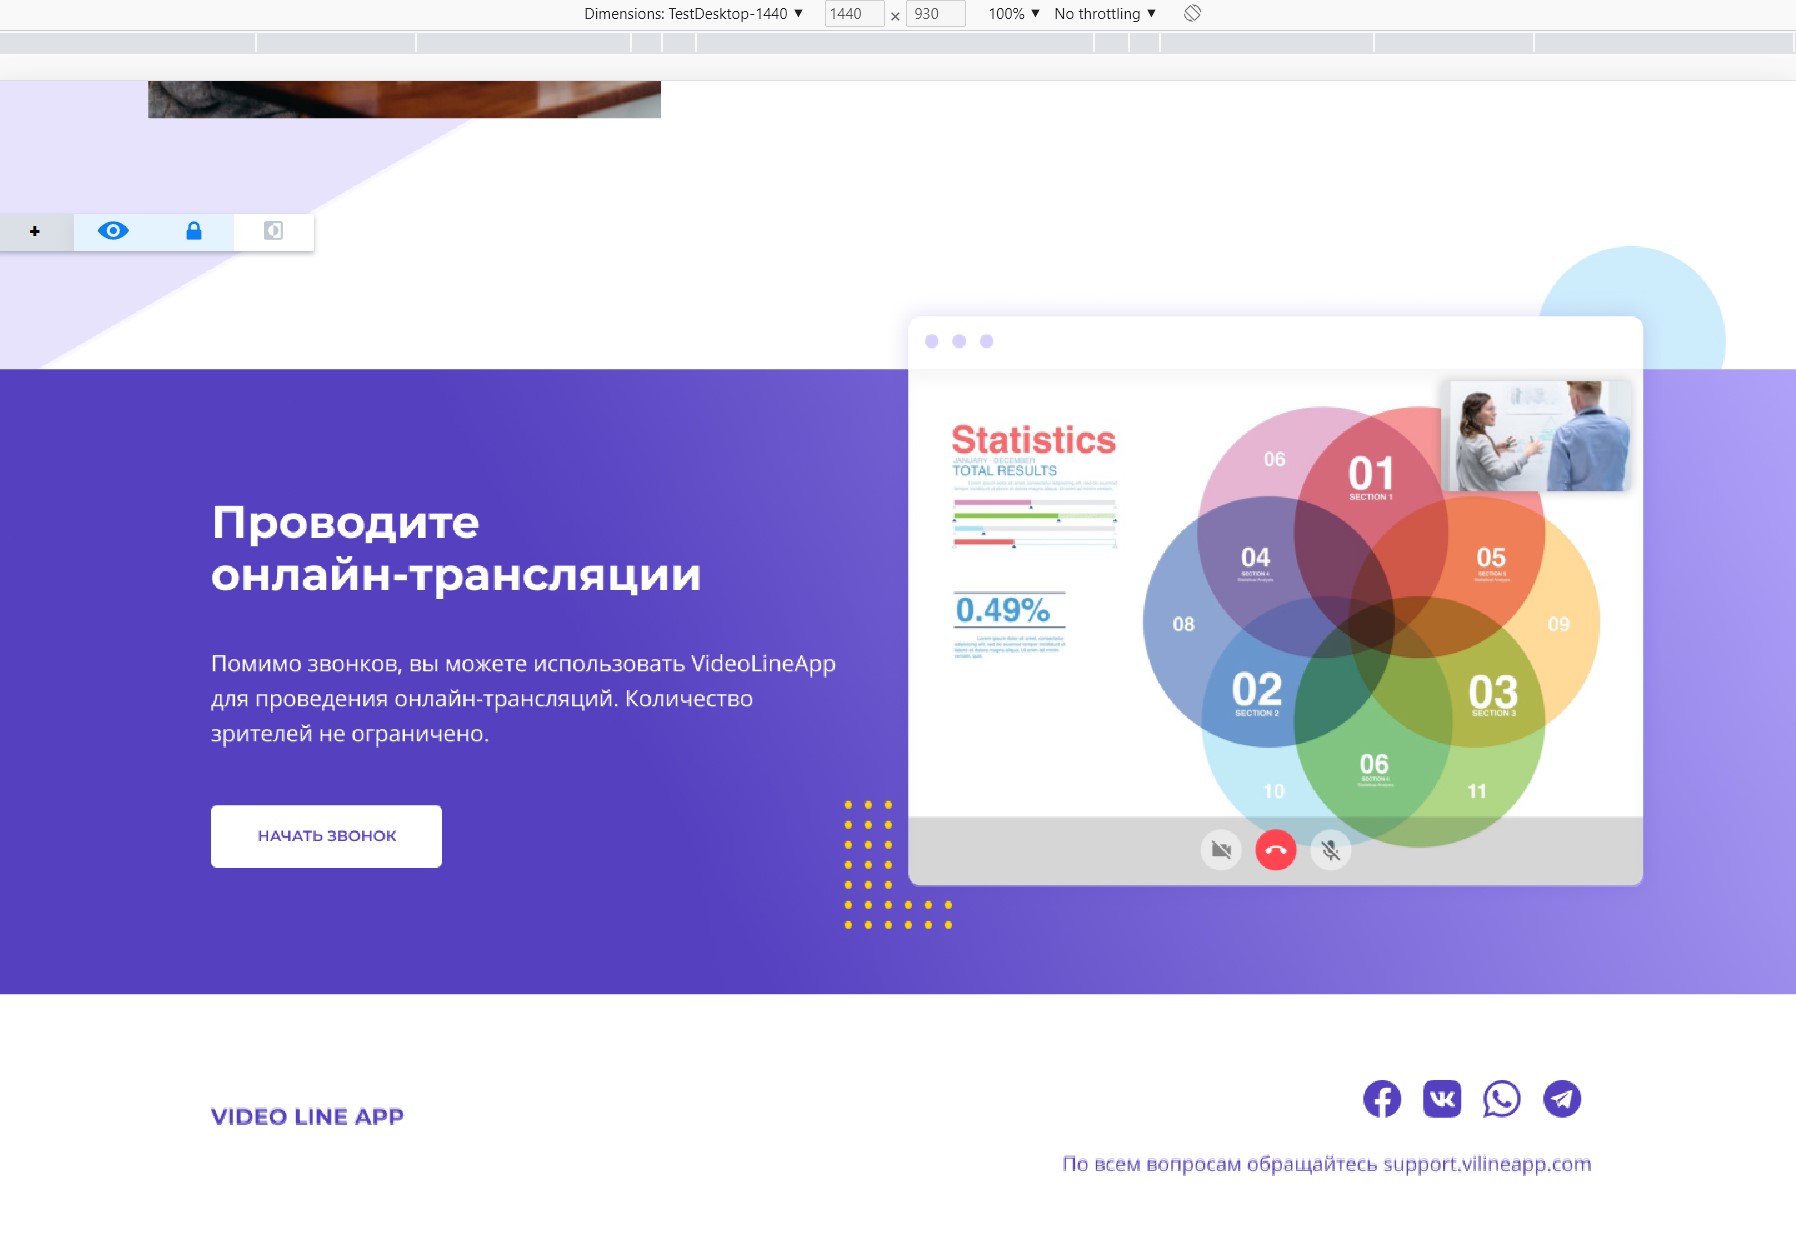 Dimensions: TestDesktop-1440 ▼ 1440 × 930 100% ▼ No throttling ▼
+
Statistics
JANUARY - DECEMBER
TOTAL RESULTS
0.49%
06
01
SECTION 1
04
05
08
09
02
SECTION 2
03
SECTION 3
06
10
11
Проводите
онлайн-трансляции
Помимо звонков, вы можете использовать VideoLineApp
для проведения онлайн-трансляций. Количество
зрителей не ограничено.
НАЧАТЬ ЗВОНОК
VIDEO LINE APP
По всем вопросам обращайтесь support.vilineapp.com